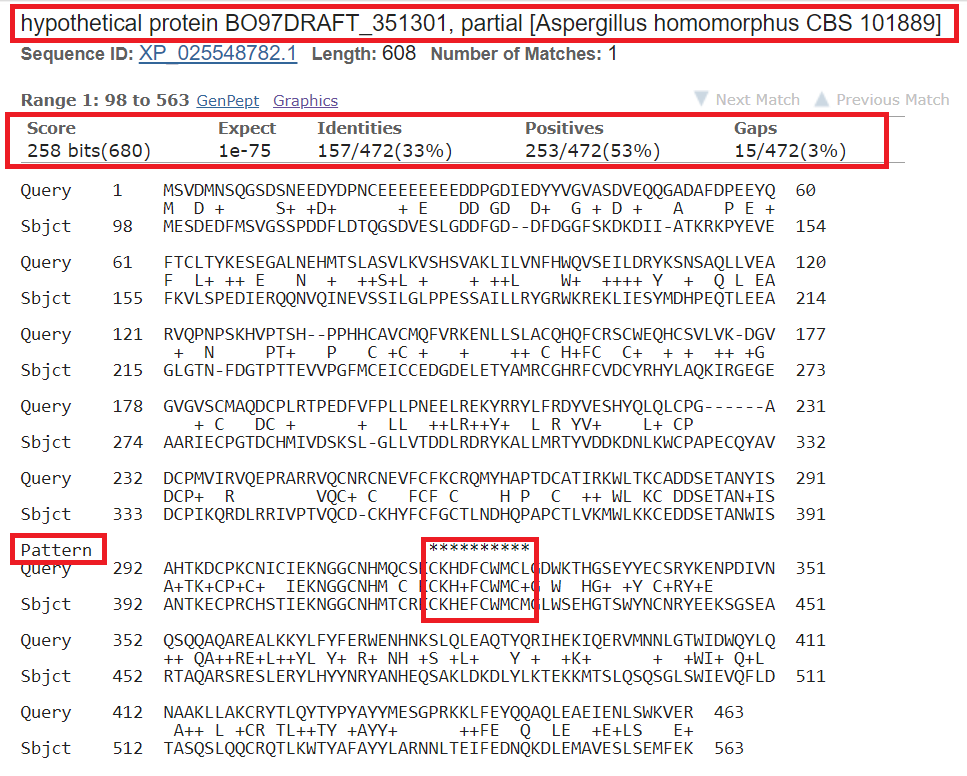 hypothetical protein BO97DRAFT_351301, partial [Aspergillus homomorphus CBS 101889]
Sequence ID: XP_025548782.1 Length: 608 Number of Matches: 1
Range 1: 98 to 563 GenPept Graphics Next Match Previous Match
Score Expect Identities Positives Gaps
258 bits(680) 1e-75 157/472(33%) 253/472(53%) 15/472(3%)
Query 1 MSVDMNSQGSDSNEEDYDPNCEEEEEEEEDDPGDIEDYYVGVASDVEQQGADAFDPEEYQ 60
M D + S+ +D+ + E DD GD D+ G + D + A P E +
Sbjct 98 MESDEDFMSVGSSPDDFLDTQGSDVESLGDDFGD--DFDGGFSKDKDII-ATKRKPYEVE 154
Query 61 FTCLTYKESEGALNEHMTSLASVLKVSHSVAKLILVNFHWQVSEILDRYKSNSAQLLVEA 120
F L+ ++ E N + ++S+L + + ++L W+ ++++ Y + Q L EA
Sbjct 155 FKVLSPEDIERQQNVQINEVSSILGLPPESSAILLRYGRWKREKLIESYMDHPEQTLEEA 214
Query 121 RVQPNPSKHVPTSH--PPHHCAVCMQFVRKENLLSLACQHQFCRSCWEQHCSVLVK-DGV 177
+ N PT+ P C +C + + ++ C H+FC C+ + + ++ +G
Sbjct 215 GLGTN-FDGTPTTEVVPGFMCEICCEDGDELETYAMRCGHRFCVDCYRHYLAQKIRGEGE 273
Query 178 GVGVSCMAQDCPLRTPEDFVFPLLPNEELREKYRRYLFRDYVESHYQLQLCPG------A 231
+ C DC + + LL ++LR++Y+ L R YV+ L+ CP
Sbjct 274 AARIECPGTDCHMIVDSKSL-GLLVTDDLRDRYKALLMRTYVDDKDNLKWCPAPECQYAV 332
Query 232 DCPMVIRVQEPRARRVQCNRCNEVFCFKCRQMYHAPTDCATIRKWLTKCADDSETANYIS 291
DCP+ R VQC+ C FCF C H P C ++ WL KC DDSETAN+IS
Sbjct 333 DCPIKQRDLRRIVPTVQCD-CKHYFCFGCTLNDHQPAPCTLVKMWLKKCEDDSETANWIS 391
Pattern **********
Query 292 AHTKDCPKCNICIEKNGGCNHMQCSKCKHDFCWMCLGDWKTHGSEYYECSRYKENPDIVN 351
A+TK+CP+C+ IEKNGGCNHM C CKH+FCWMC+G W HG+ +Y C+RY+E
Sbjct 392 ANTKECPRCHSTIEKNGGCNHMTCRECKHEFCWMCMGLWSEHGTSWYNCNRYEEKSGSEA 451
Query 352 QSQQAQAREALKKYLFYFERWENHNKSLQLEAQTYQRIHEKIQERVMNNLGTWIDWQYLQ 411
++ QA++RE+L++YL Y+ R+ NH +S +L+ Y + +K+ + +WI+ Q+L
Sbjct 452 RTAQARSRESLERYLHYYNRYANHEQSAKLDKDLYLKTEKKMTSLQSQSGLSWIEVQFLD 511
Query 412 NAAKLLAKCRYTLQYTYPYAYYMESGPRKKLFEYQQAQLEAEIENLSWKVER 463
A++ L +CR TL++TY +AYY+ ++FE Q LE +E+LS E+
Sbjct 512 TASQSLQQCRQTLKWTYAFAYYLARNNLTEIFEDNQKDLEMAVESLSEMFEK 563